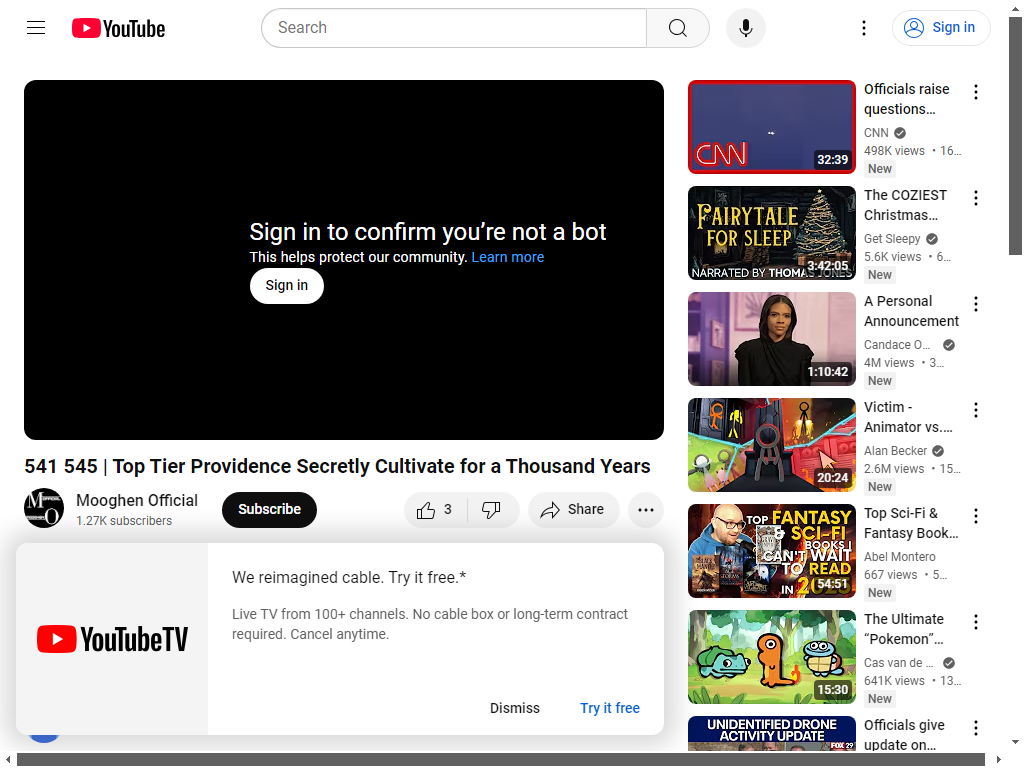 YouTube
Search
Sign in
Sign in to confirm you’re not a bot
This helps protect our community. Learn more
Sign in
541 545 | Top Tier Providence Secretly Cultivate for a Thousand Years
Mooghen Official
1.27K subscribers
Subscribe
3
Share
We reimagined cable. Try it free.*
Live TV from 100+ channels. No cable box or long-term contract
required. Cancel anytime.
YouTubeTV
Dismiss
Try it free
CNN
32:39
Officials raise
questions…
CNN
498K views • 16…
New
FAIRYTALE
FOR SLEEP
NARRATED BY THOMAS JONES
3:42:05
The COZIEST
Christmas…
Get Sleepy
5.6K views • 6…
New
1:10:42
A Personal
Announcement
Candace O…
4M views • 3…
New
20:24
Victim -
Animator vs.…
Alan Becker
2.6M views • 15…
New
TOP FANTASY
& SCI-FI
BOOKS I
CAN'T WAIT
TO READ
IN
54:51
Top Sci-Fi &
Fantasy Book…
Abel Montero
667 views • 5…
New
15:30
The Ultimate
“Pokemon”…
Cas van de …
641K views • 13…
New
UNIDENTIFIED DRONE
ACTIVITY UPDATE
FOX 29
Officials give
update on…